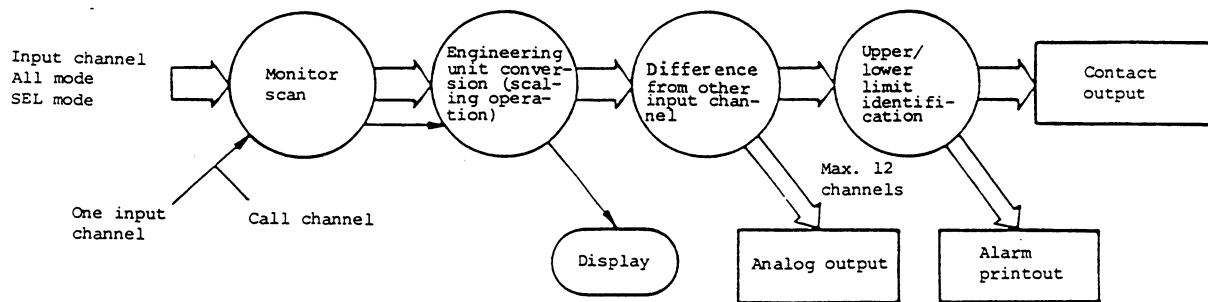 Input channel
All mode
SEL mode
Monitor
scan
Engineering
unit conver-
sion (scal-
ing opera-
tion)
Difference
from other
input chan-
nel
Upper/
lower
limit
identifi-
cation
Contact
output
One input
channel
Call channel
Max. 12
channels
Display
Analog output
Alarm
printout